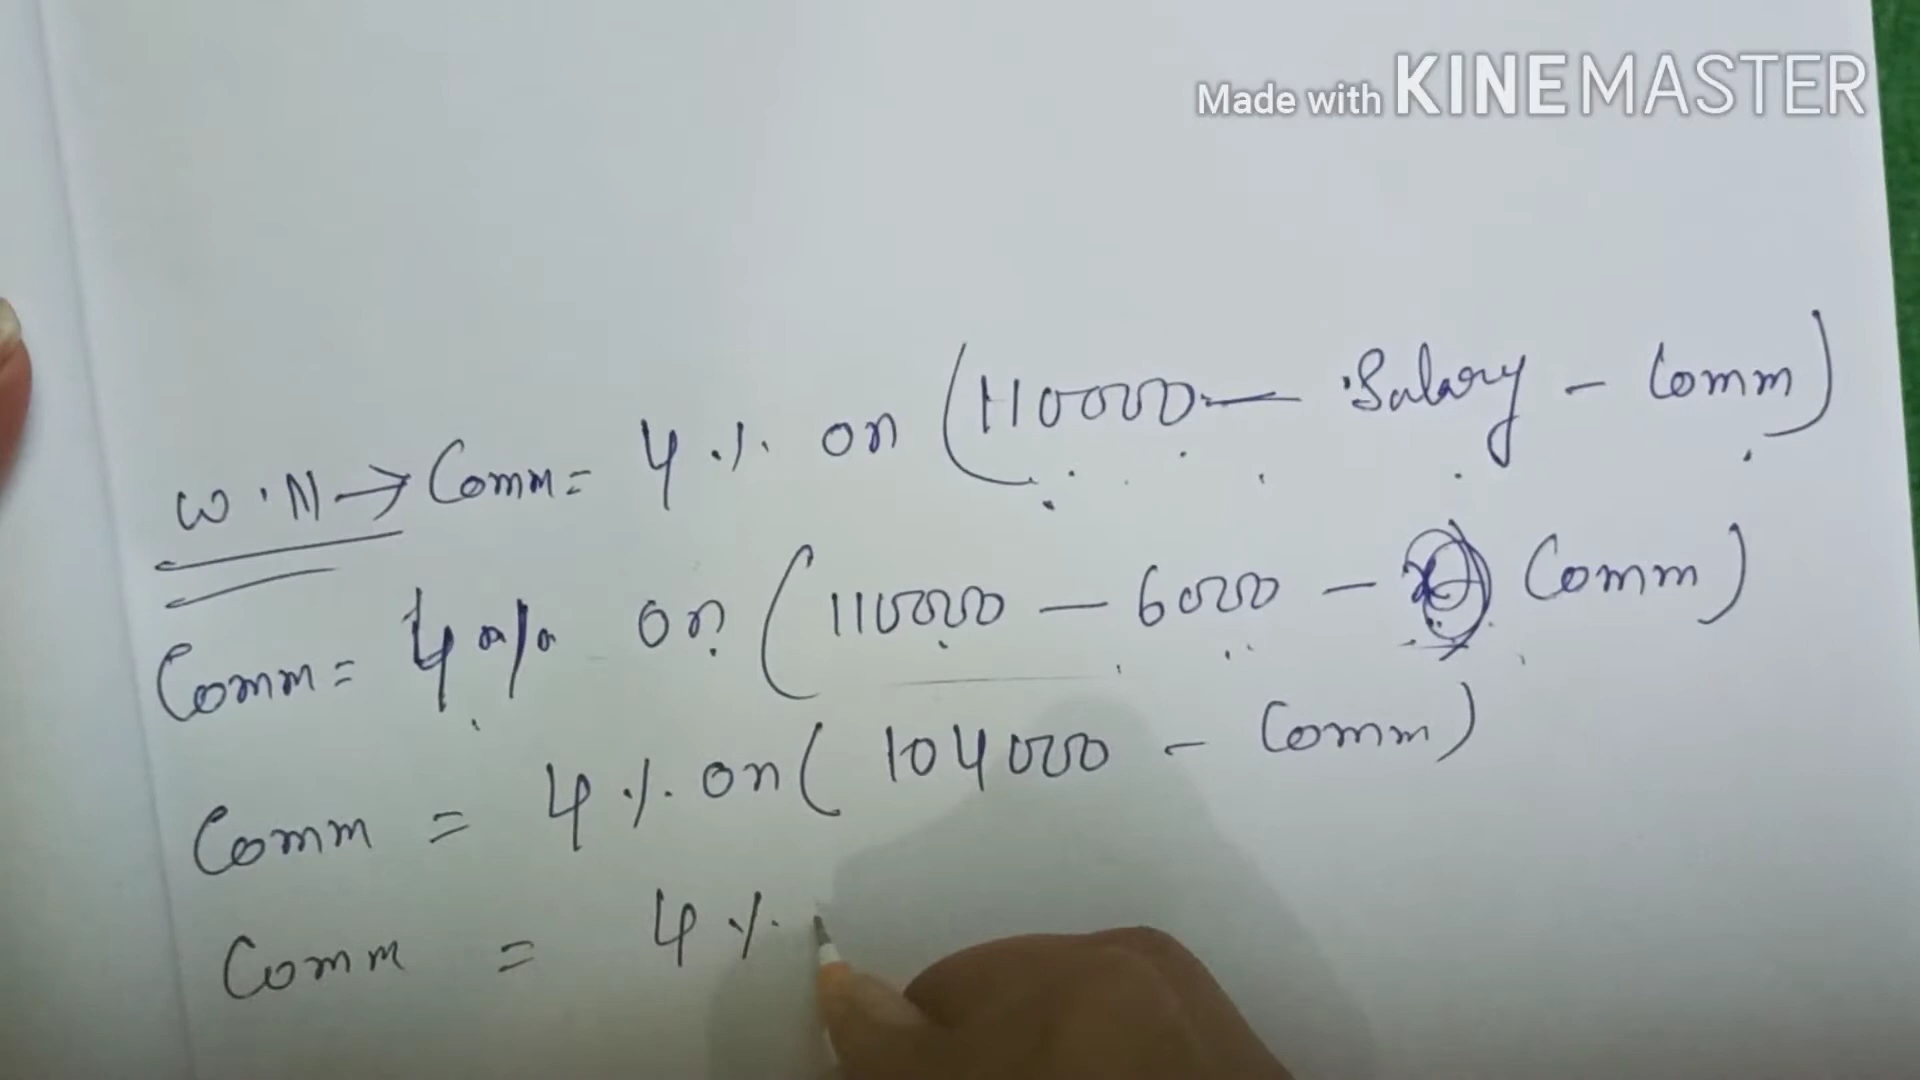 Made with KINEMASTER
W.N → Comm = 4 % on (110000 — Salary - Comm)
Comm = 4 % on (110000 — 6000 — Comm)
Comm = 4 % on (104000 - Comm)
Comm = 4 %